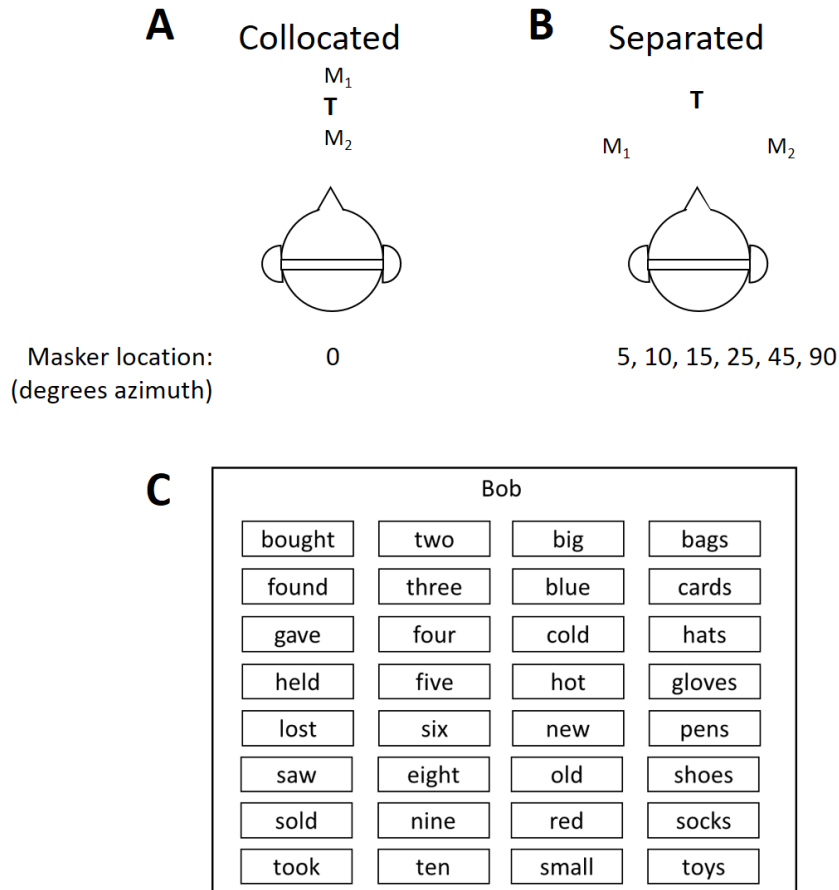 A Collocated
M₁
T
M₂
B Separated
T
M₁ M₂
Masker location: 0 5, 10, 15, 25, 45, 90
(degrees azimuth)
C
Bob
bought two big bags
found three blue cards
gave four cold hats
held five hot gloves
lost six new pens
saw eight old shoes
sold nine red socks
took ten small toys